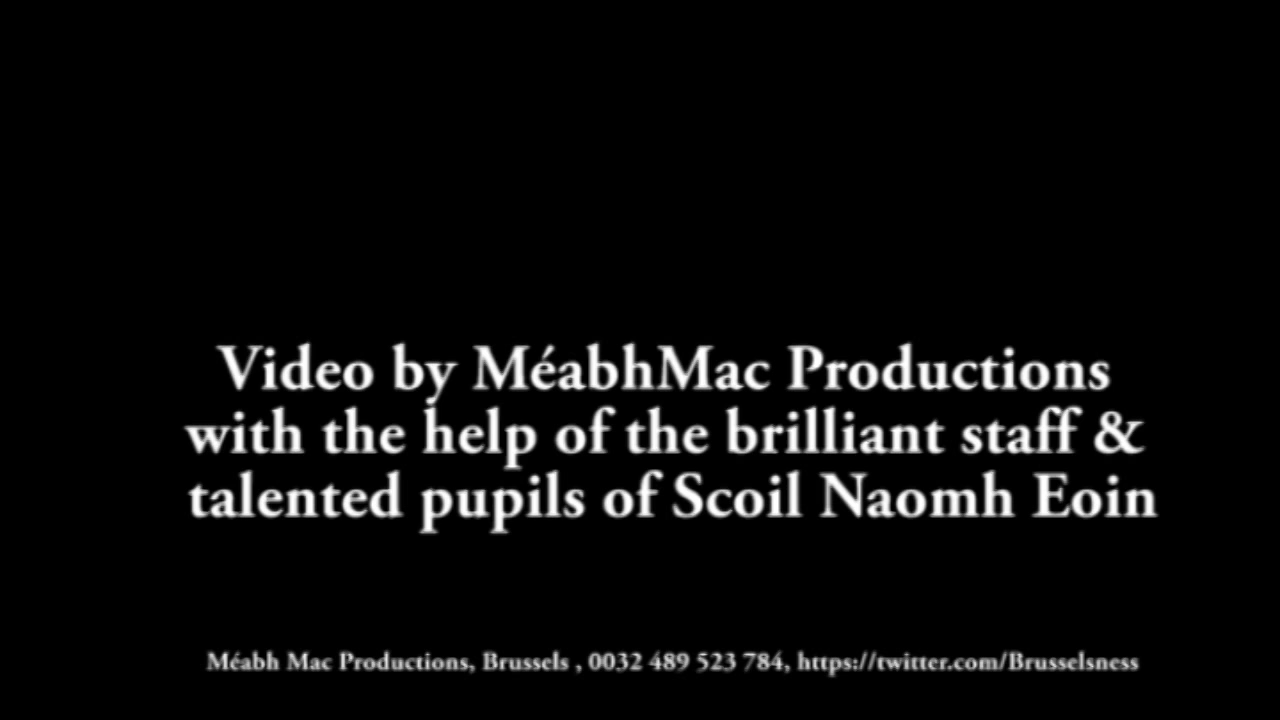 Video by MéabhMac Productions
with the help of the brilliant staff &
talented pupils of Scoil Naomh Eoin
Méabh Mac Productions, Brussels , 0032 489 523 784, https://twitter.com/Brusselsness